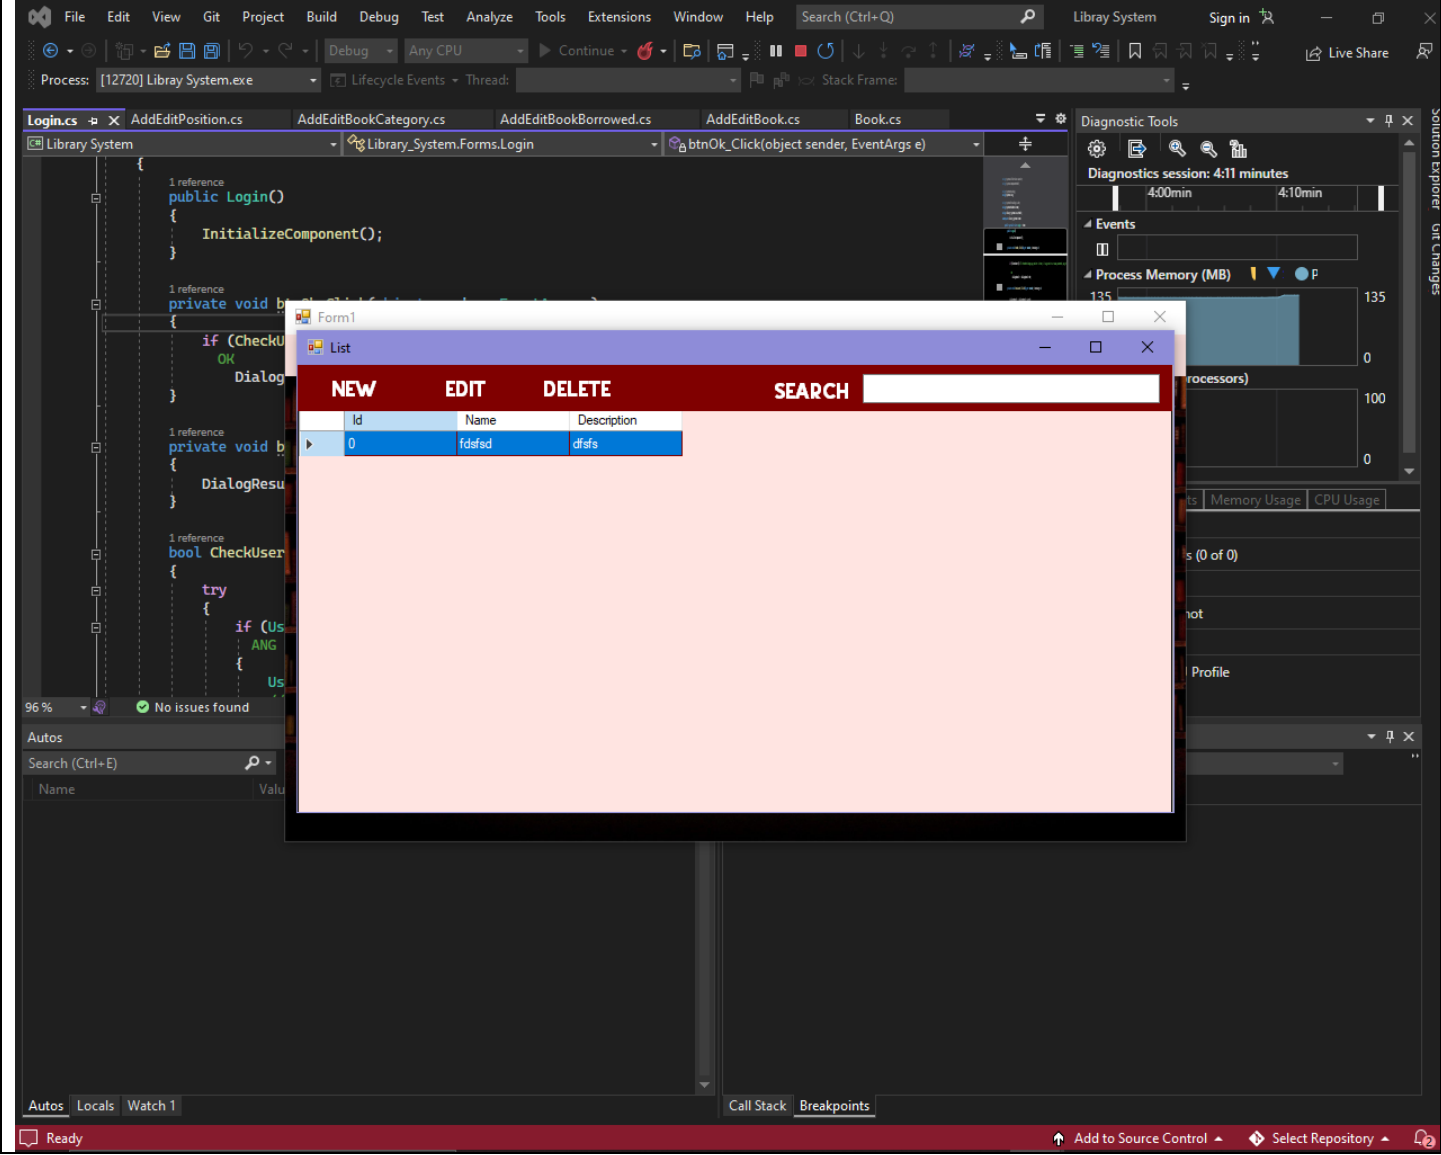 File Edit View Git Project Build Debug Test Analyze Tools Extensions Window Help Search (Ctrl+Q) Libray System Sign in
Debug Any CPU Continue Live Share
Process: [12720] Libray System.exe Lifecycle Events Thread: Stack Frame:
Login.cs AddEditPosition.cs AddEditBookCategory.cs AddEditBookBorrowed.cs AddEditBook.cs Book.cs
Library System Library_System.Forms.Login btnOk_Click(object sender, EventArgs e)
{
1 reference
public Login()
{
InitializeComponent();
}
1 reference
private void b
{
if (CheckU
OK
Dialog
}
1 reference
private void b
{
DialogResu
}
1 reference
bool CheckUser
{
try
{
if (Us
ANG
{
Us
96 % No issues found
Form1
List
NEW EDIT DELETE SEARCH
Id Name Description
0 fdsfsd dfsfs
Diagnostic Tools
Diagnostics session: 4:11 minutes
4:00min 4:10min
Events
Process Memory (MB) P
135 135
0
rocessors)
100
0
ts Memory Usage CPU Usage
s (0 of 0)
hot
Profile
Solution Explorer Git Changes
Autos
Search (Ctrl+E)
Name Valu
Autos Locals Watch 1
Call Stack Breakpoints
Ready Add to Source Control Select Repository 2